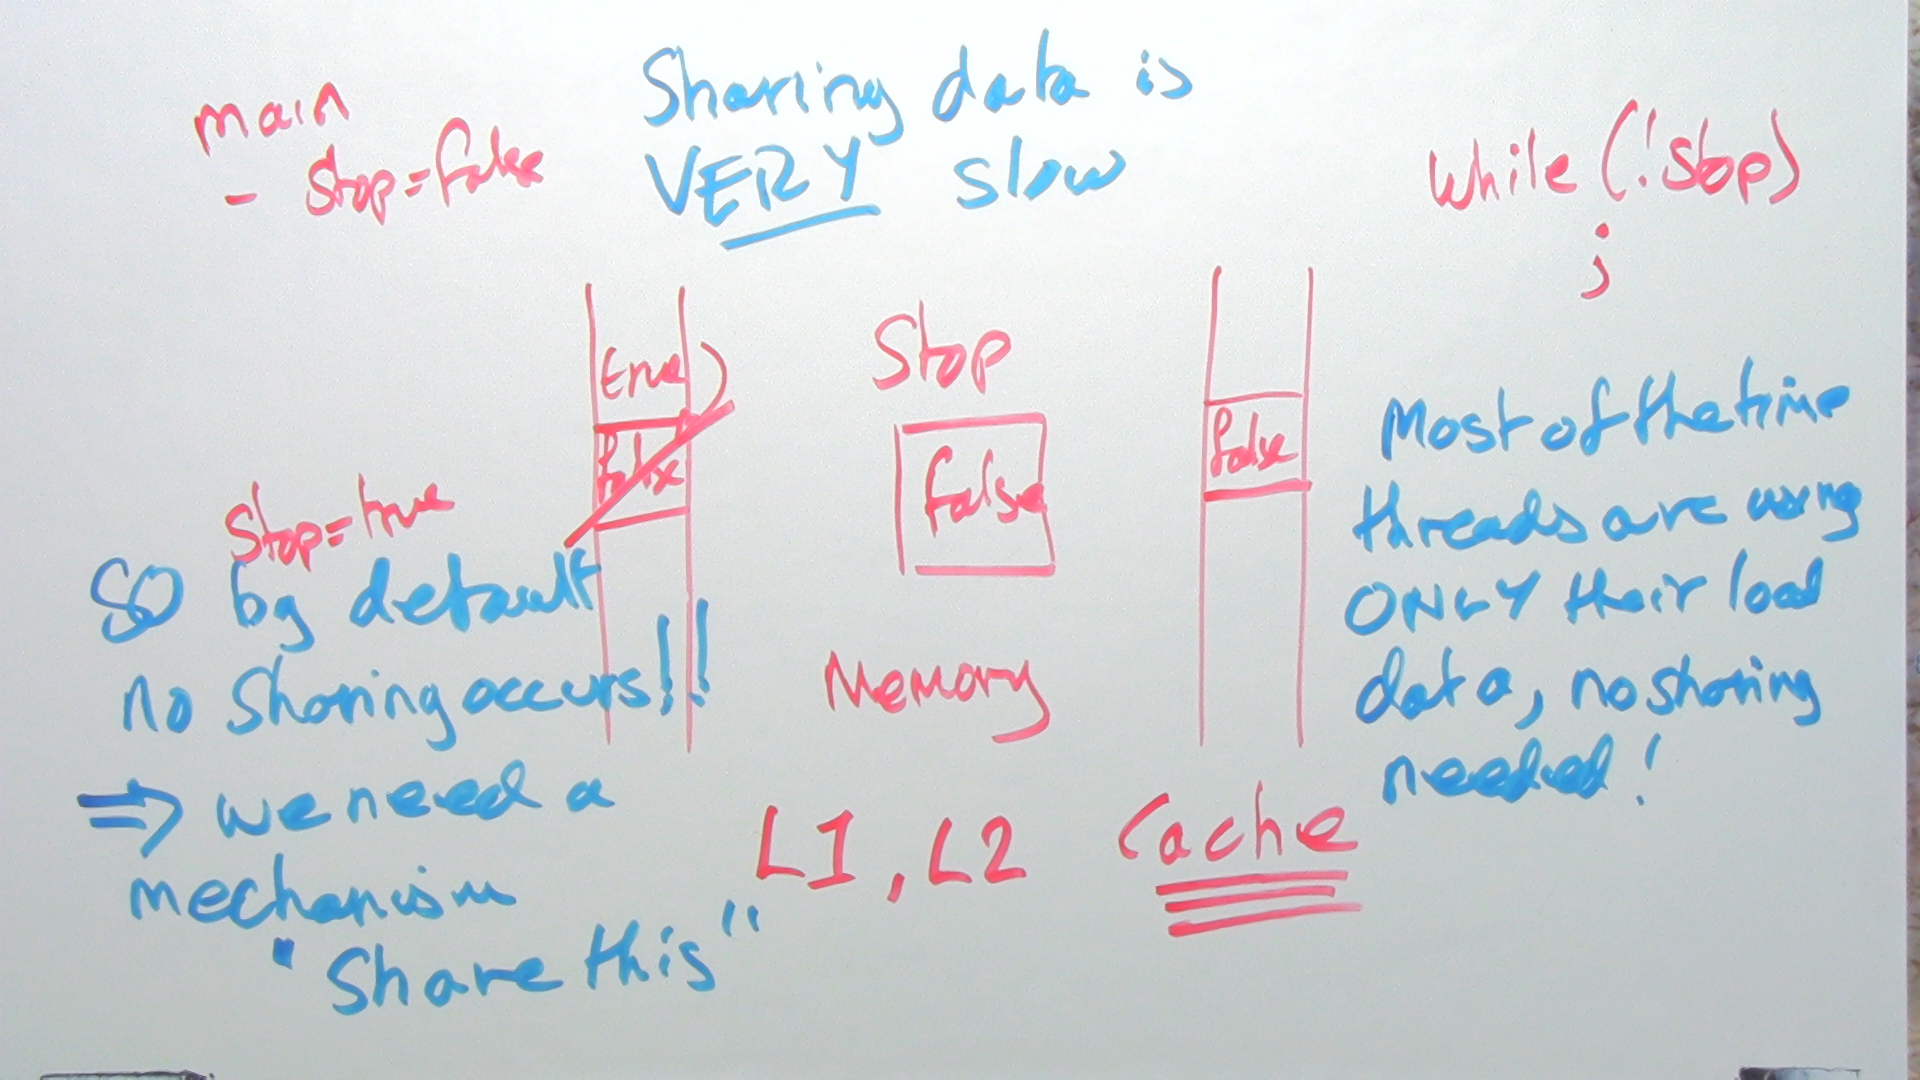 main
- Stop=false
Sharing data is
VERY slow
while (!stop)
;
true
false
Stop
false
false
Stop=true
Memory
L1, L2 Cache
SO by default
no sharing occurs!!
⇒ we need a
mechanism
"share this"
Most of the time
threads are using
ONLY their local
data, no sharing
needed!